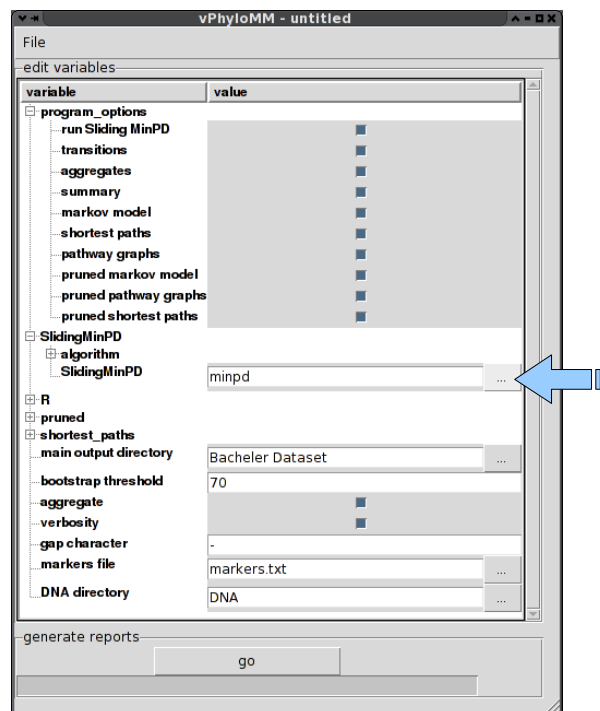 vPhyloMM - untitled
File
edit variables
variable value
program_options
run Sliding MinPD
transitions
aggregates
summary
markov model
shortest paths
pathway graphs
pruned markov model
pruned pathway graphs
pruned shortest paths
SlidingMinPD
algorithm
SlidingMinPD minpd ...
R
pruned
shortest_paths
main output directory Bacheler Dataset ...
bootstrap threshold 70
aggregate
verbosity
gap character -
markers file markers.txt ...
DNA directory DNA ...
generate reports
go